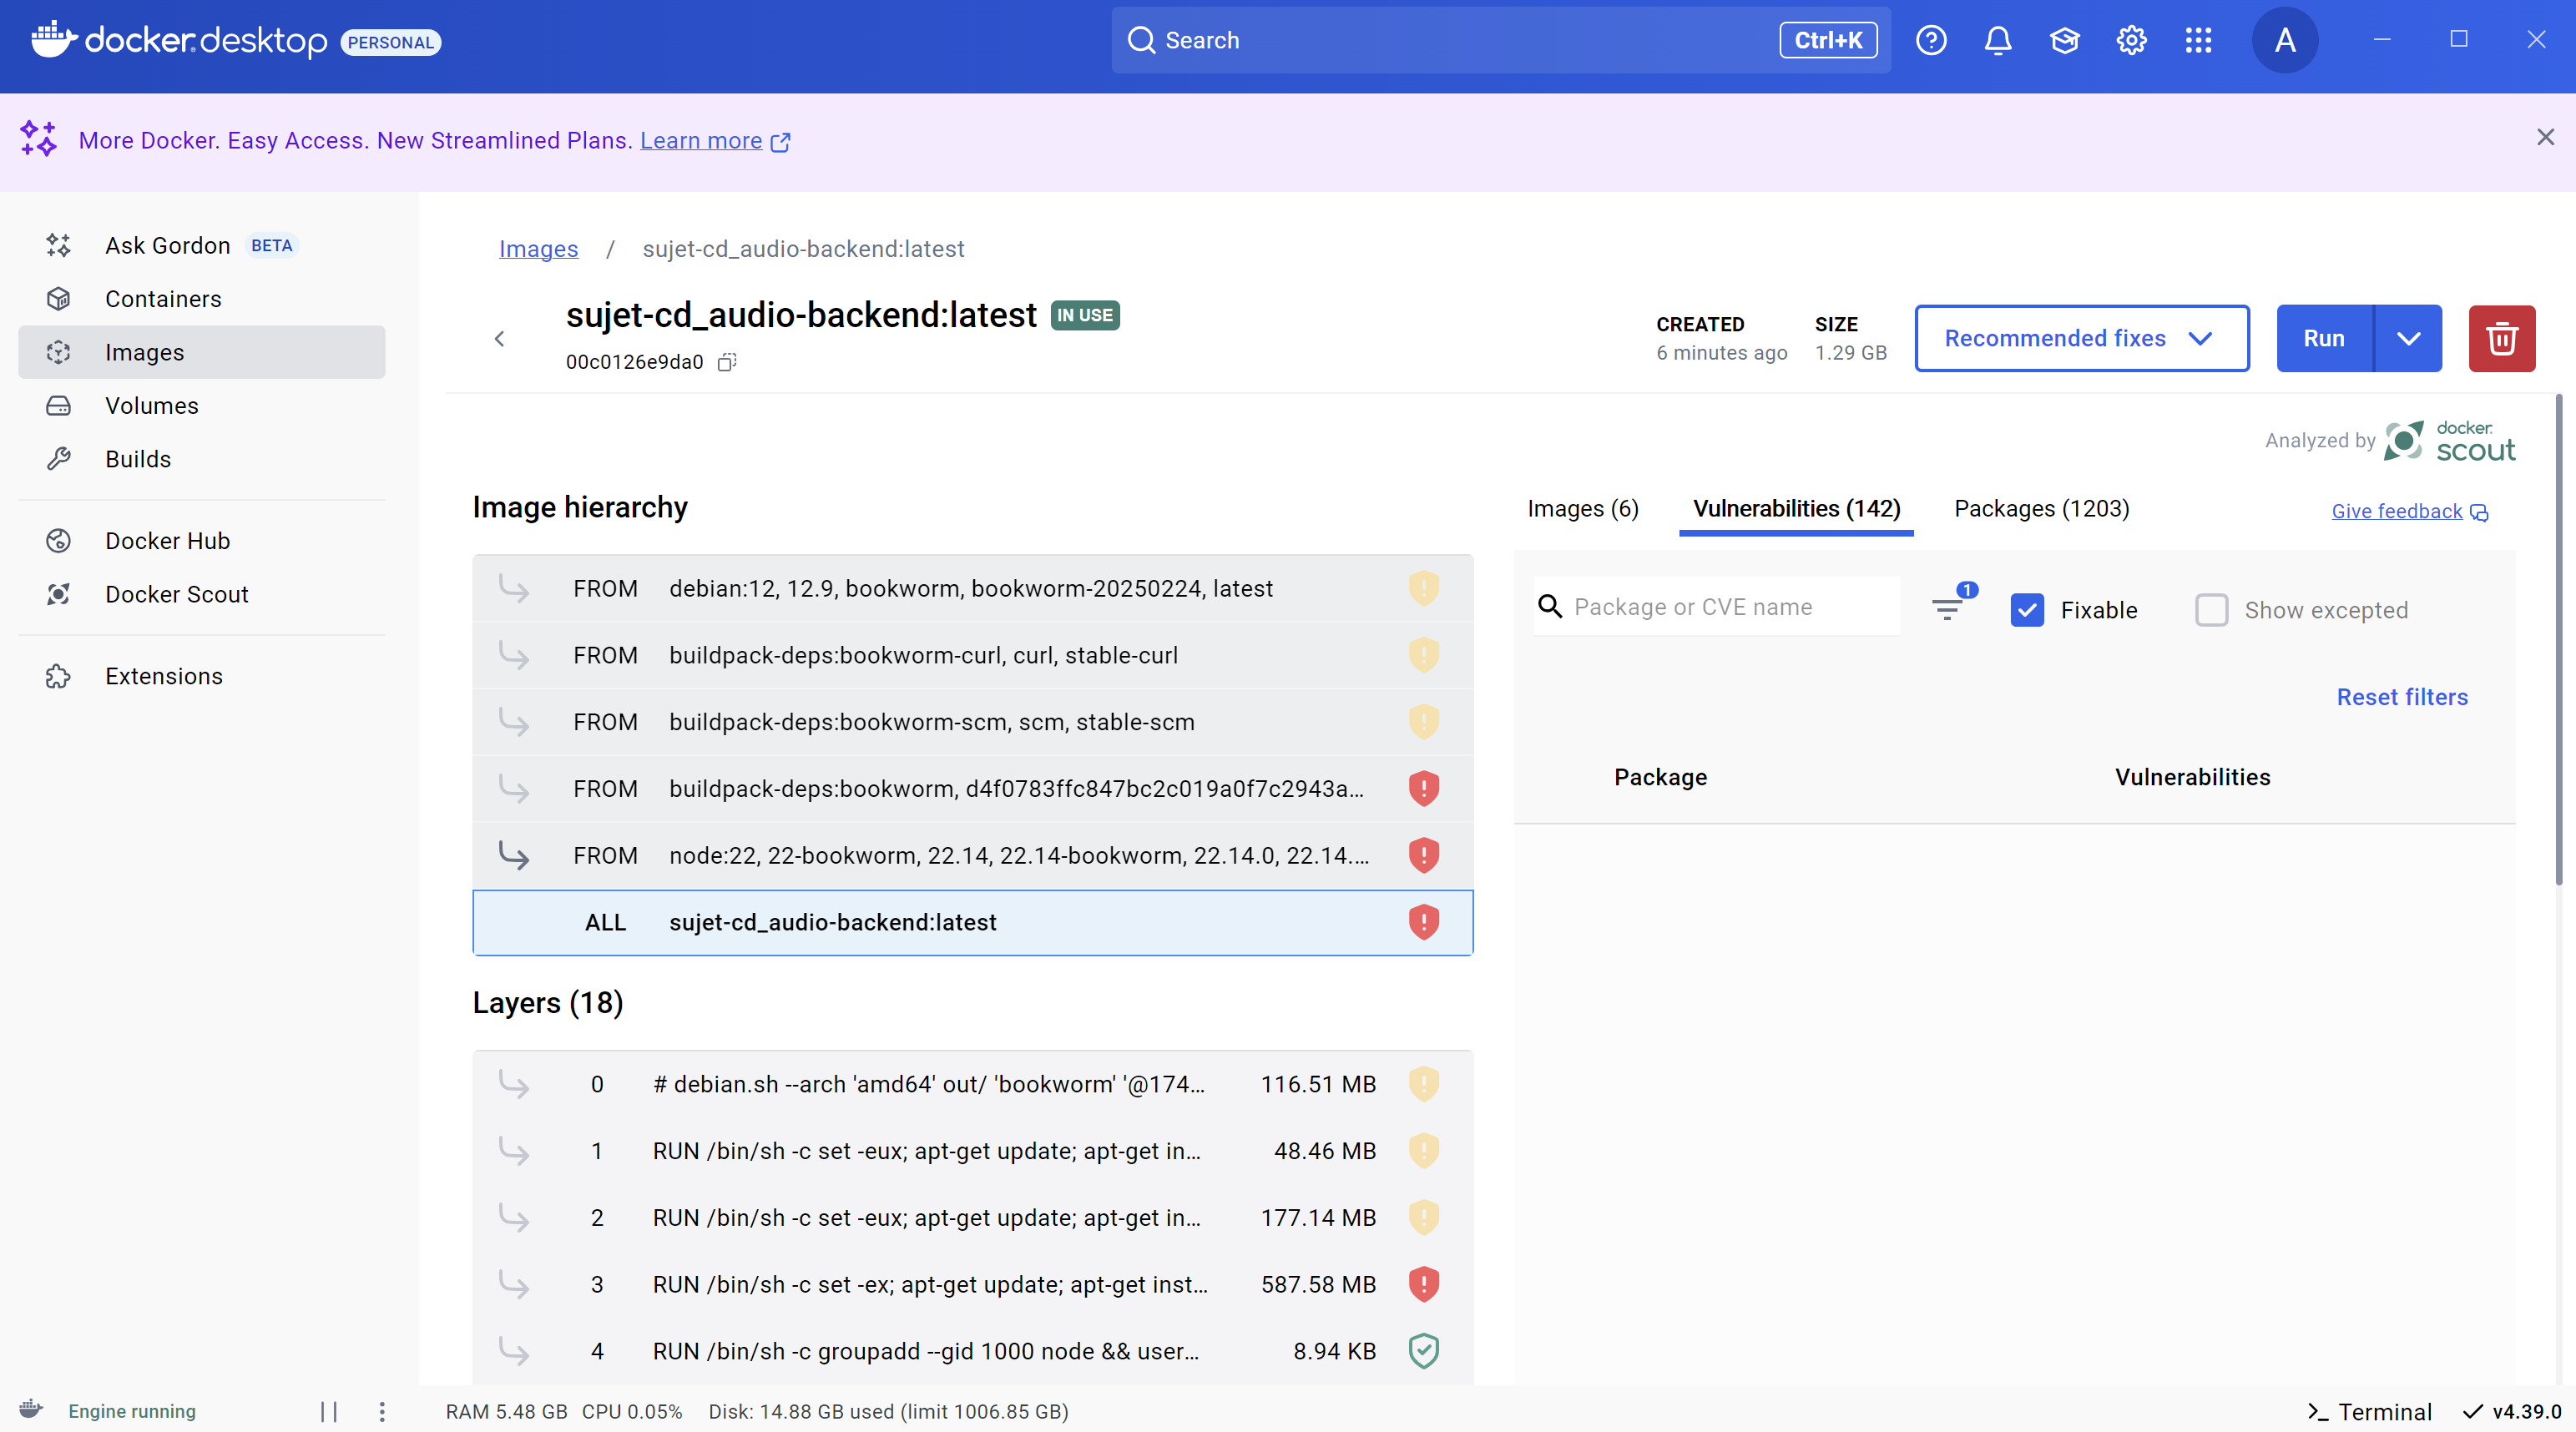 docker.desktop PERSONAL
Search
Ctrl+K
A
More Docker. Easy Access. New Streamlined Plans. Learn more
Ask Gordon BETA
Containers
Images
Volumes
Builds
Docker Hub
Docker Scout
Extensions
Images / sujet-cd_audio-backend:latest
sujet-cd_audio-backend:latest IN USE
00c0126e9da0
CREATED
6 minutes ago
SIZE
1.29 GB
Recommended fixes
Run
Analyzed by docker scout
Image hierarchy
FROM debian:12, 12.9, bookworm, bookworm-20250224, latest
FROM buildpack-deps:bookworm-curl, curl, stable-curl
FROM buildpack-deps:bookworm-scm, scm, stable-scm
FROM buildpack-deps:bookworm, d4f0783ffc847bc2c019a0f7c2943a...
FROM node:22, 22-bookworm, 22.14, 22.14-bookworm, 22.14.0, 22.14....
ALL sujet-cd_audio-backend:latest
Layers (18)
0 # debian.sh --arch 'amd64' out/ 'bookworm' '@174... 116.51 MB
1 RUN /bin/sh -c set -eux; apt-get update; apt-get in... 48.46 MB
2 RUN /bin/sh -c set -eux; apt-get update; apt-get in... 177.14 MB
3 RUN /bin/sh -c set -ex; apt-get update; apt-get inst... 587.58 MB
4 RUN /bin/sh -c groupadd --gid 1000 node && user... 8.94 KB
Images (6)
Vulnerabilities (142)
Packages (1203)
Give feedback
Package or CVE name
1
Fixable
Show excepted
Reset filters
Package
Vulnerabilities
Engine running
RAM 5.48 GB CPU 0.05% Disk: 14.88 GB used (limit 1006.85 GB)
Terminal
v4.39.0